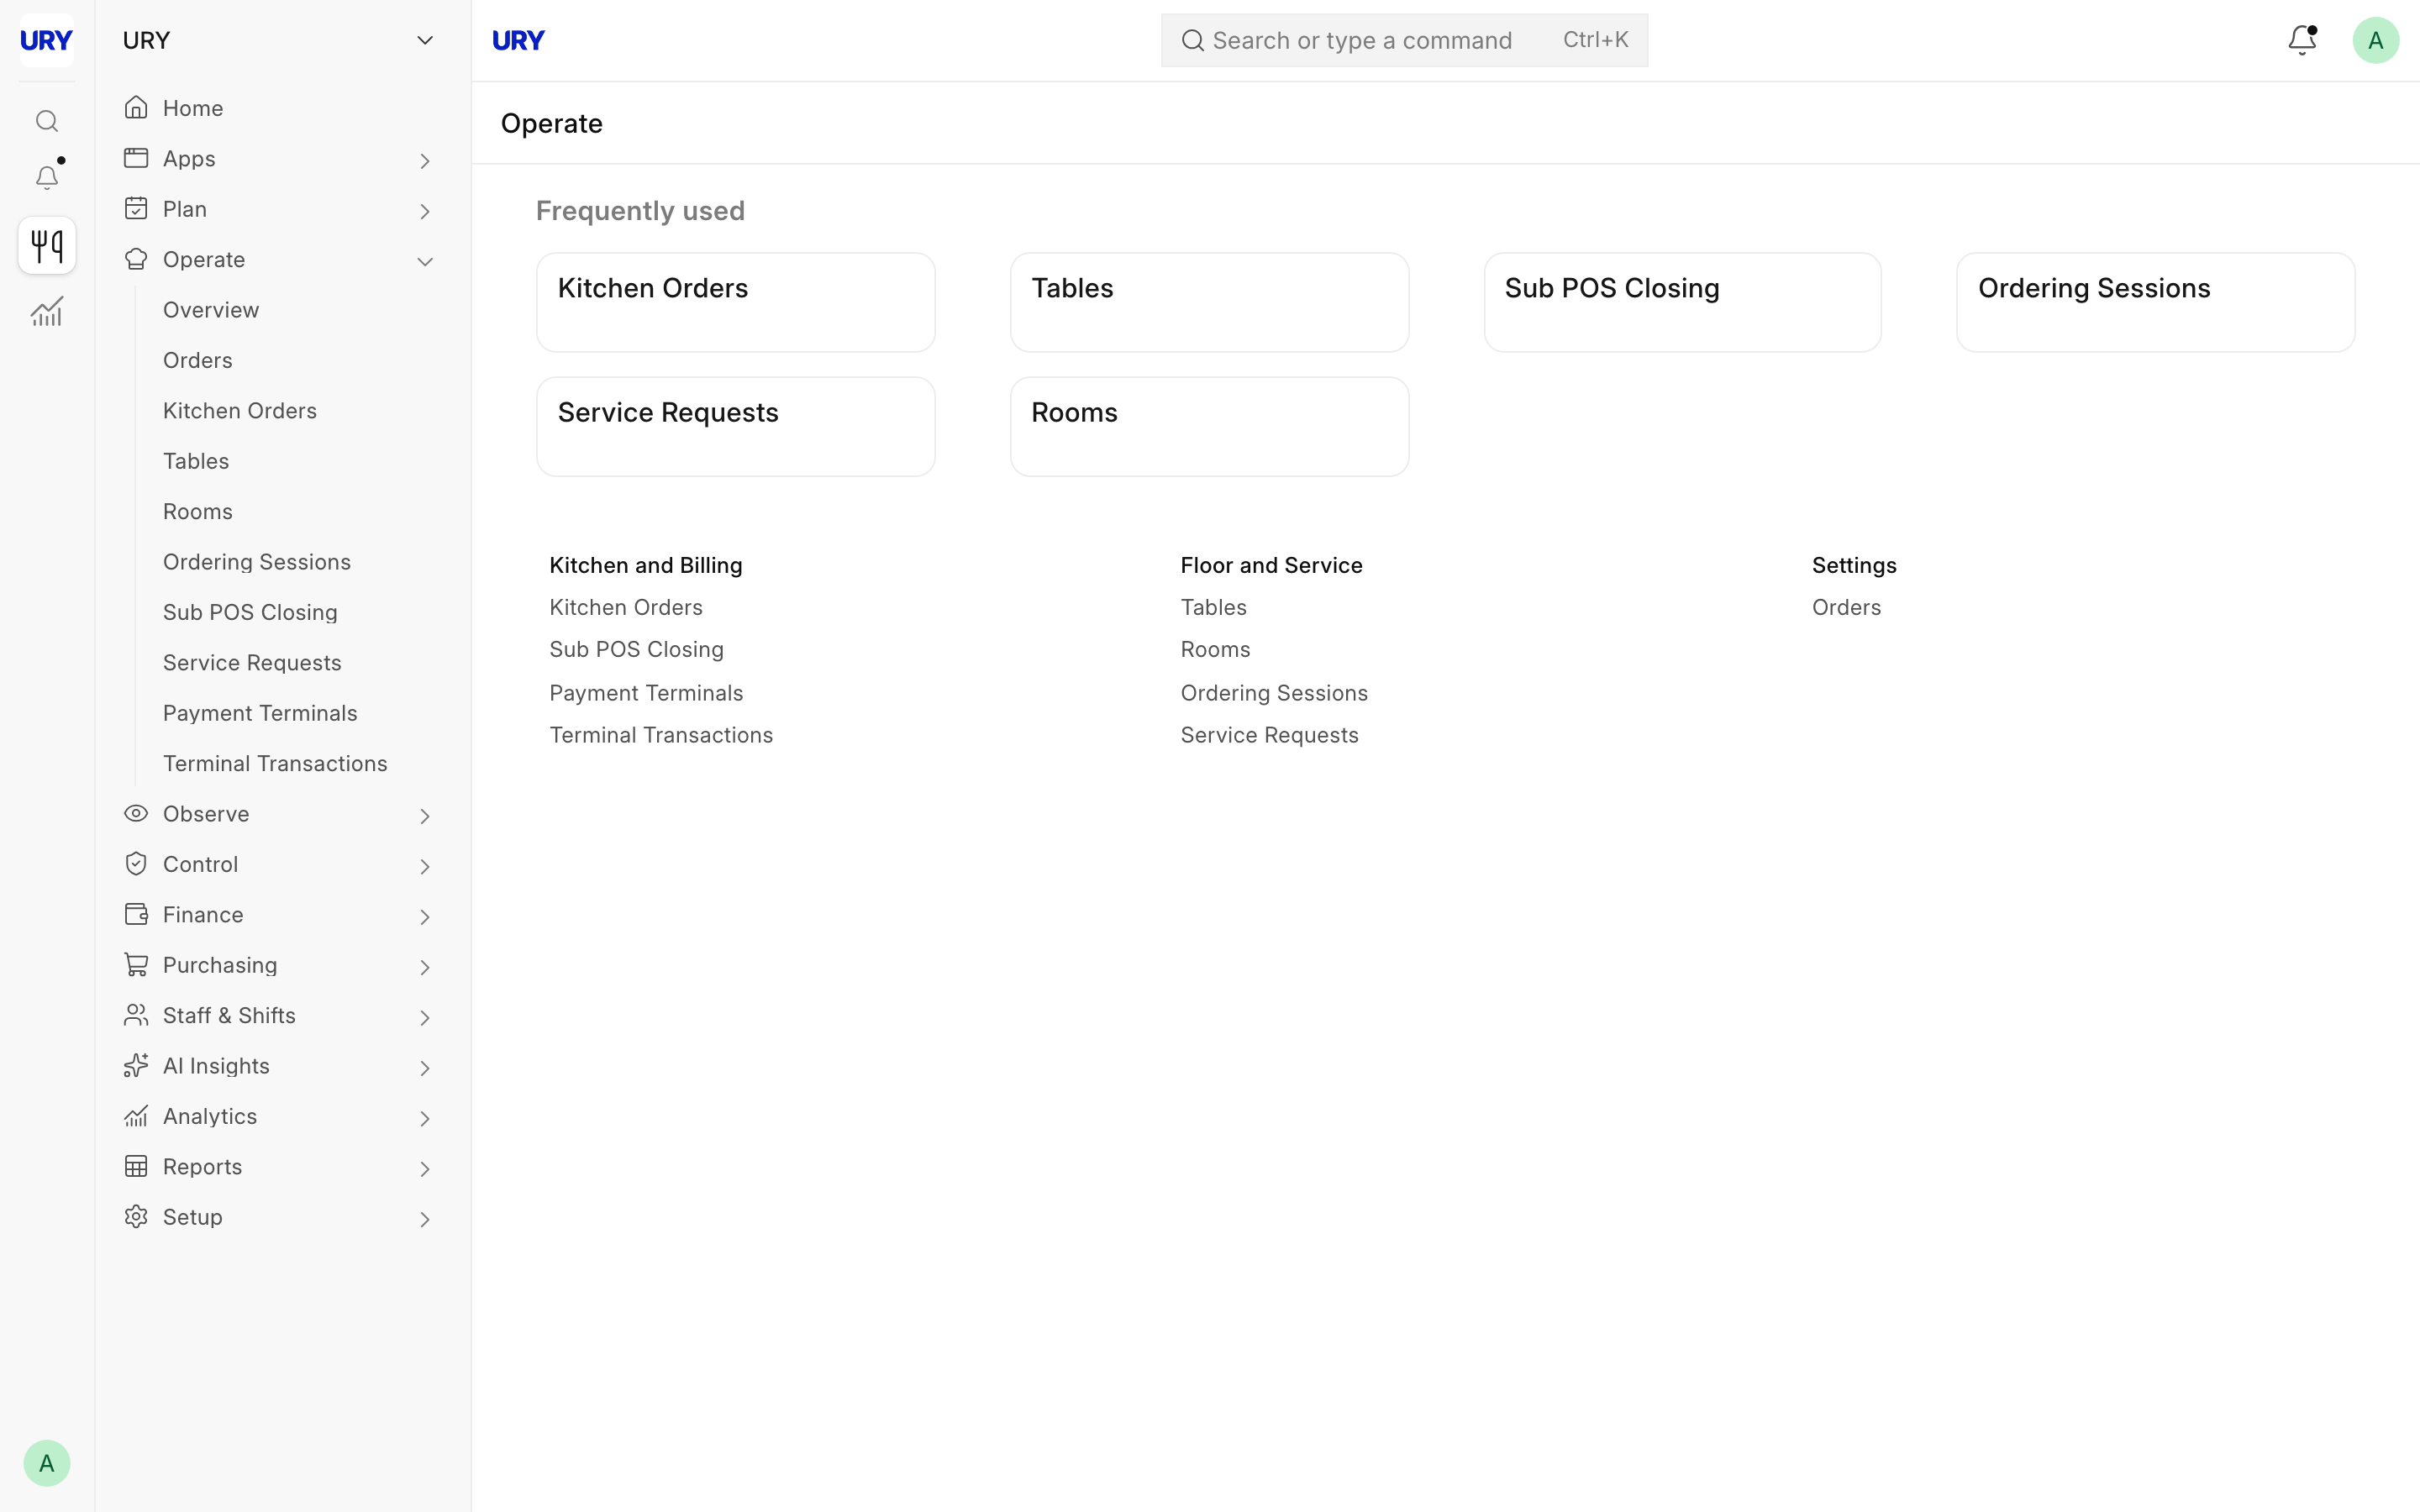 URY
URY
Home
Apps
Plan
Operate
Overview
Orders
Kitchen Orders
Tables
Rooms
Ordering Sessions
Sub POS Closing
Service Requests
Payment Terminals
Terminal Transactions
Observe
Control
Finance
Purchasing
Staff & Shifts
AI Insights
Analytics
Reports
Setup
A
URY
Search or type a command Ctrl+K
A
Operate
Frequently used
Kitchen Orders
Tables
Sub POS Closing
Ordering Sessions
Service Requests
Rooms
Kitchen and Billing
Kitchen Orders
Sub POS Closing
Payment Terminals
Terminal Transactions
Floor and Service
Tables
Rooms
Ordering Sessions
Service Requests
Settings
Orders